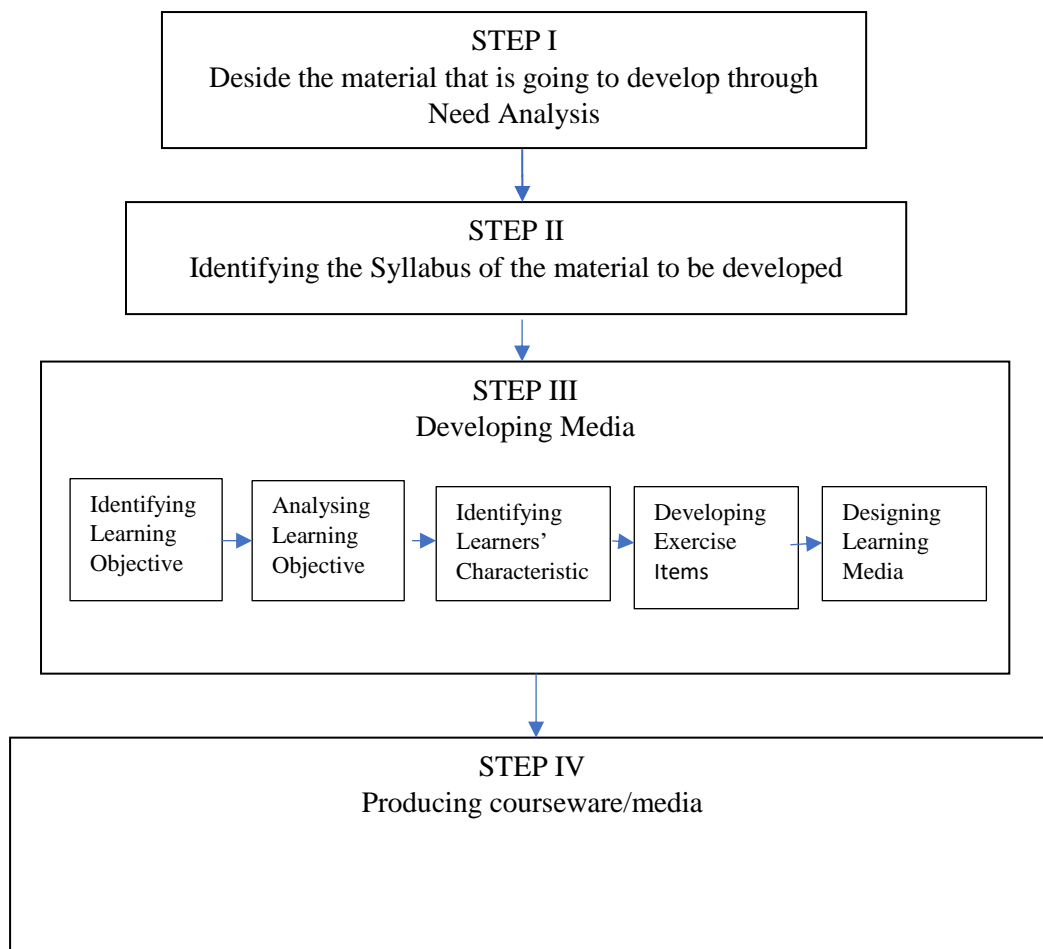 STEP I
Deside the material that is going to develop through
Need Analysis
STEP II
Identifying the Syllabus of the material to be developed
STEP III
Developing Media
Identifying
Learning
Objective
Analysing
Learning
Objective
Identifying
Learners’
Characteristic
Developing
Exercise
Items
Designing
Learning
Media
STEP IV
Producing courseware/media